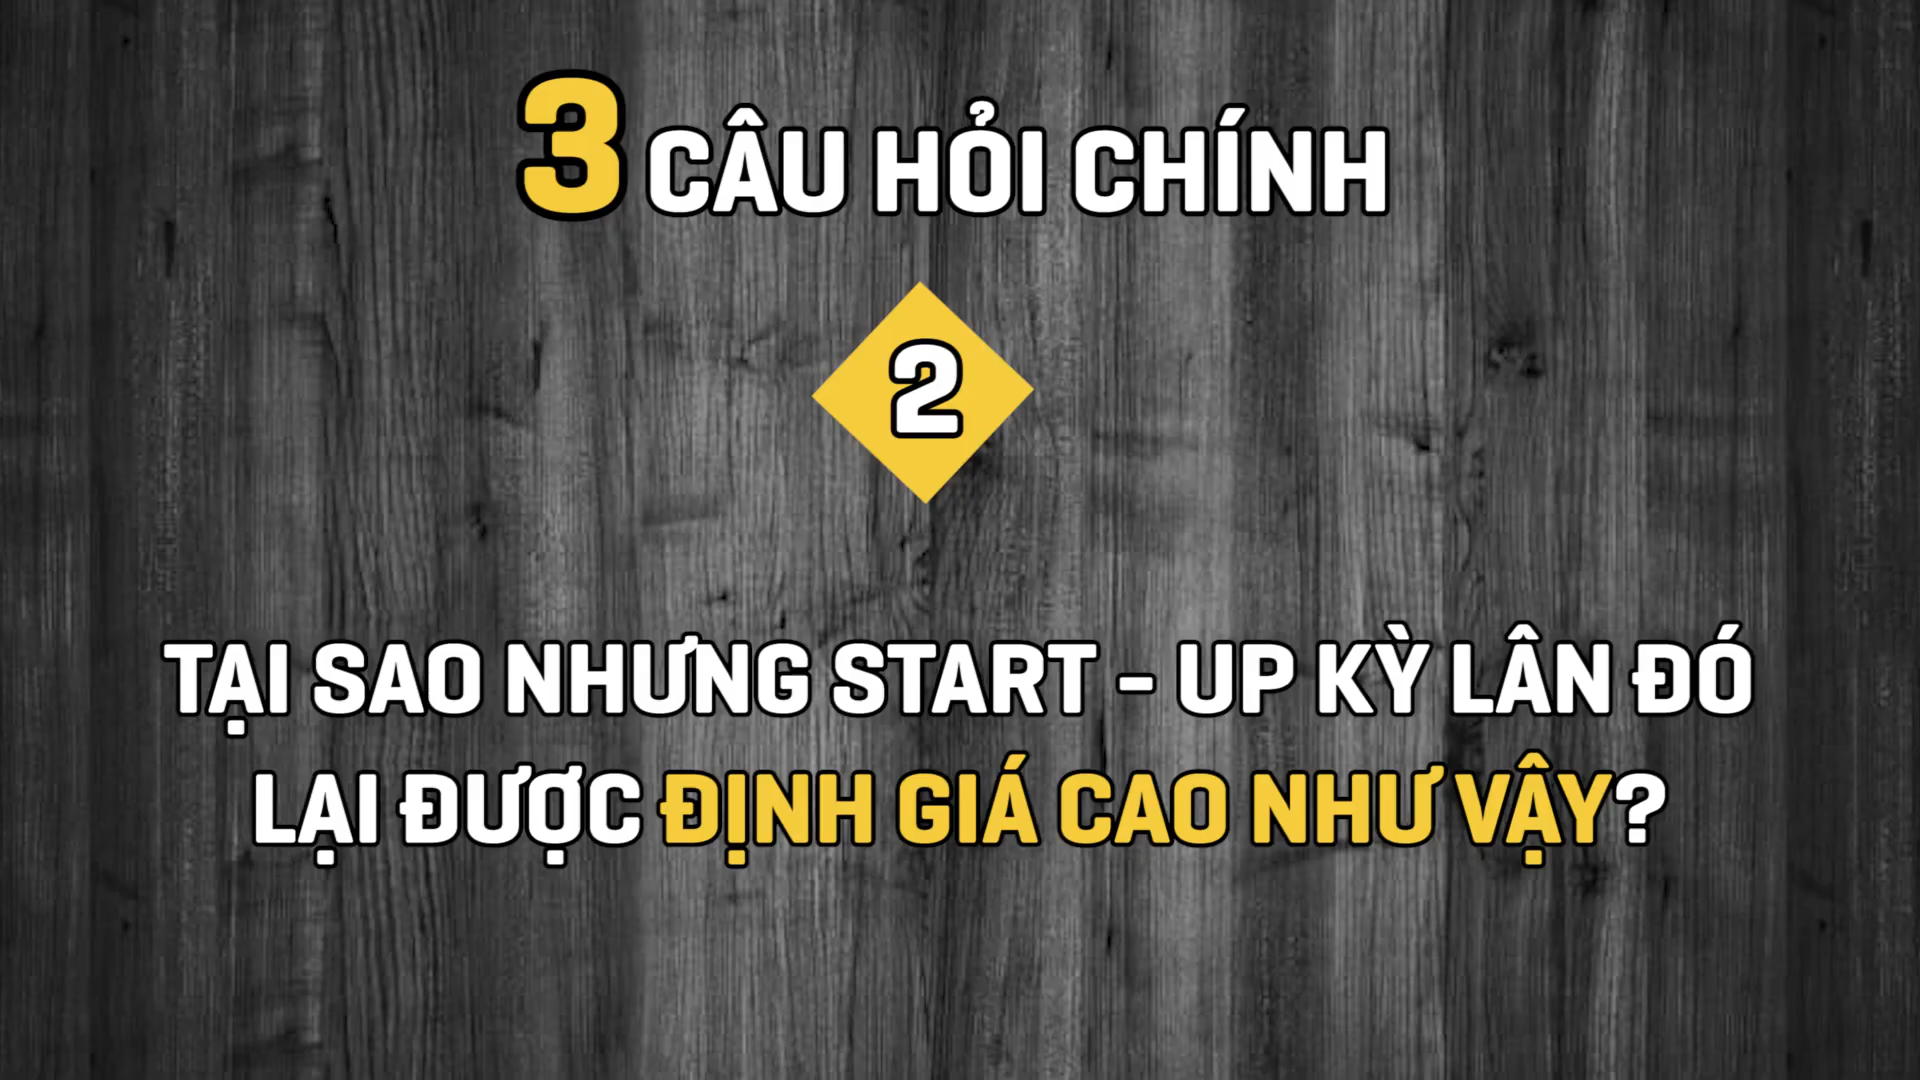 3 CÂU HỎI CHÍNH
2
TẠI SAO NHƯNG START - UP KỲ LÂN ĐÓ
LẠI ĐƯỢC ĐỊNH GIÁ CAO NHƯ VẬY?